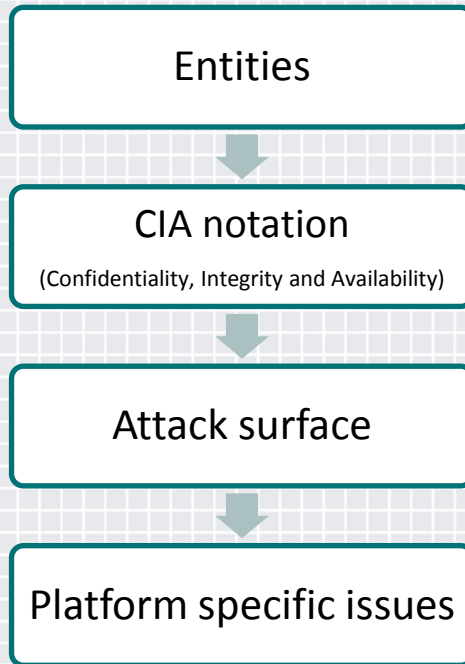 Entities
CIA notation
(Confidentiality, Integrity and Availability)
Attack surface
Platform specific issues